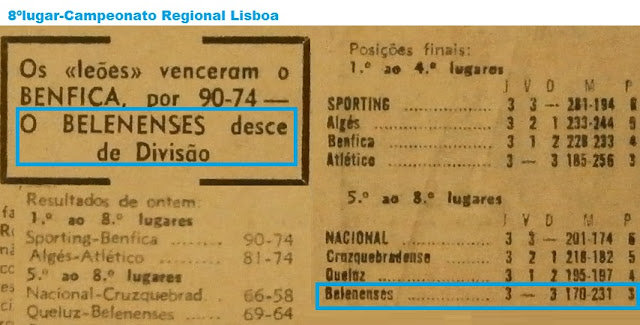 8ºlugar-Campeonato Regional Lisboa
Os «leões» venceram o
BENFICA, por 90-74 —
O BELENENSES desce
de Divisão
Resultados de ontem:
1.º ao 8.º lugares
Sporting-Benfica ........ 90-74
Algés-Atlético ........ 81-74
5.º ao 8.º lugares
Nacional-Cruzquebrad. ... 66-58
Queluz-Belenenses ...... 69-64
Posições finais:
1.º ao 4.º lugares
J V D M P
SPORTING ............ 3 3 — 281-194 6
Algés ............ 3 2 1 233-244 5
Benfica ............ 3 1 2 228-233 4
Atlético ............ 3 — 3 185-256 3
5.º ao 8.º lugares
J V D M P
NACIONAL ............ 3 3 — 201-174 6
Cruzquebradense ...... 3 2 1 218-182 5
Queluz ............ 3 1 2 195-197 4
Belenenses ............ 3 — 3 170-231 3